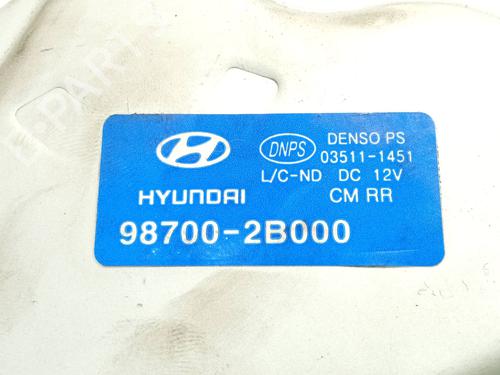 HYUNDAI
DNPS
DENSO PS
03511-1451
L/C-ND DC 12V
CM RR
98700-2B000